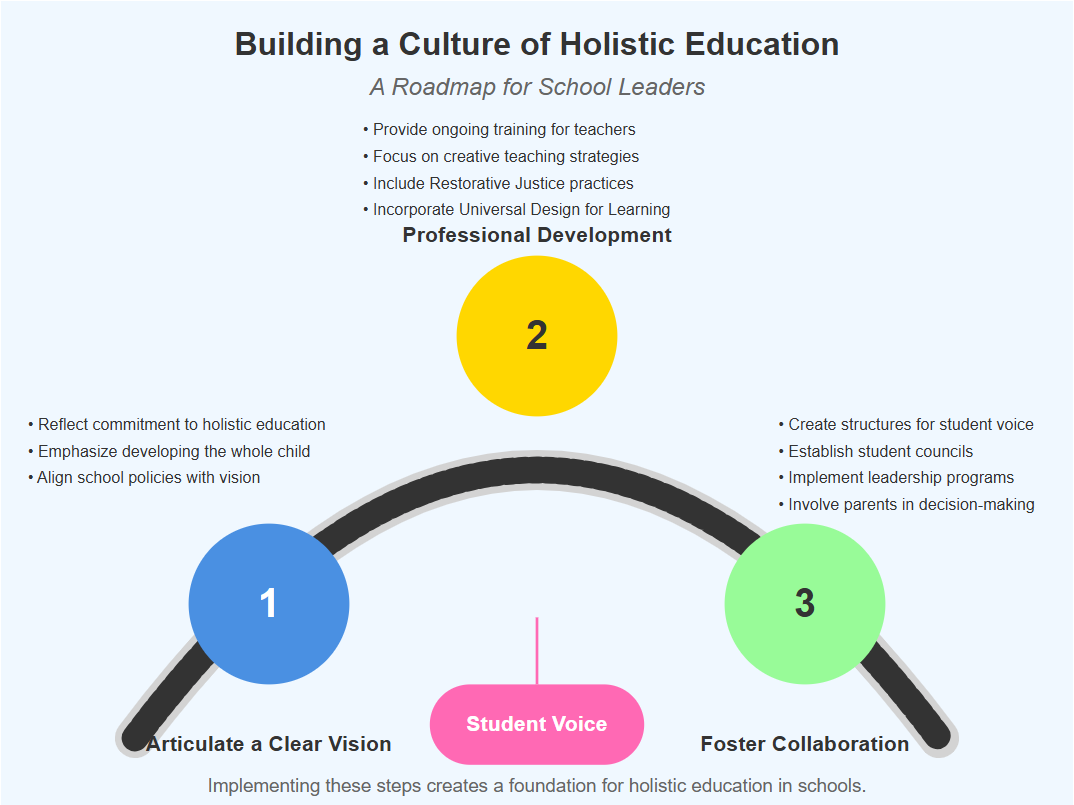 Building a Culture of Holistic Education
A Roadmap for School Leaders
• Provide ongoing training for teachers
• Focus on creative teaching strategies
• Include Restorative Justice practices
• Incorporate Universal Design for Learning
Professional Development
2
• Reflect commitment to holistic education
• Emphasize developing the whole child
• Align school policies with vision
1
Articulate a Clear Vision
• Create structures for student voice
• Establish student councils
• Implement leadership programs
• Involve parents in decision-making
3
Foster Collaboration
Student Voice
Implementing these steps creates a foundation for holistic education in schools.